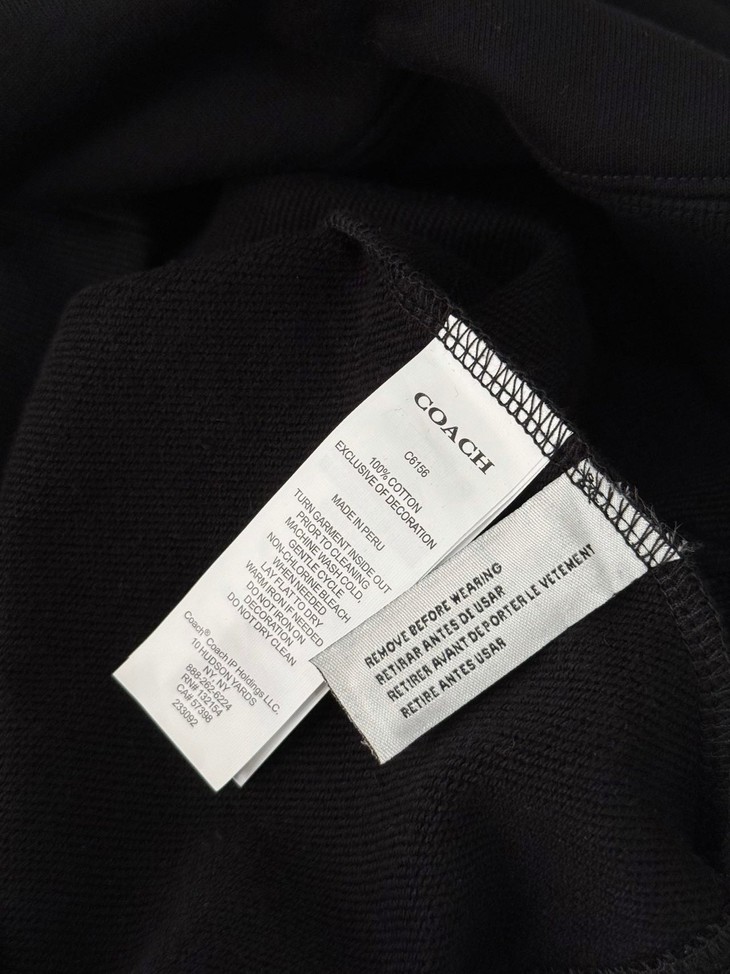 COACH
C6156
100% COTTON
EXCLUSIVE OF DECORATION
MADE IN PERU
TURN GARMENT INSIDE OUT
PRIOR TO CLEANING
MACHINE WASH COLD,
GENTLE CYCLE
NON-CHLORINE BLEACH
WHEN NEEDED
LAY FLAT TO DRY
WARM IRON IF NEEDED
DO NOT IRON ON
DECORATION
DO NOT DRY CLEAN
Coach® Coach IP Holdings LLC.
10 HUDSON YARDS
NY, NY
888-262-6224
RN# 132154
CA# 57398
233092
REMOVE BEFORE WEARING
RETIRAR ANTES DE USAR
RETIRER AVANT DE PORTER LE VETEMENT
RETIRE ANTES USAR